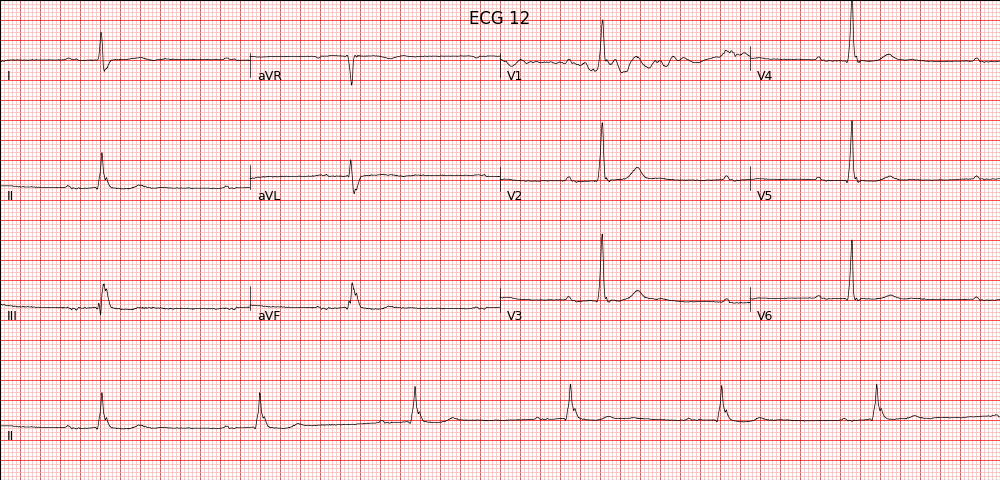 ECG 12
I aVR V1 V4
II aVL V2 V5
III aVF V3 V6
II